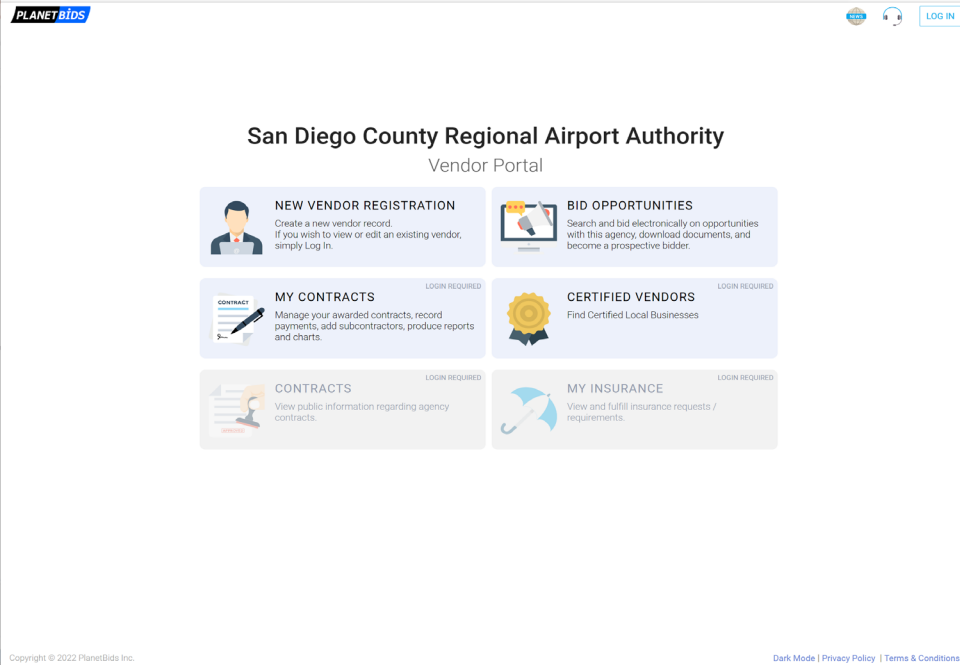 PLANETBIDS
NEWS
LOG IN
San Diego County Regional Airport Authority
Vendor Portal
NEW VENDOR REGISTRATION
Create a new vendor record.
If you wish to view or edit an existing vendor,
simply Log In.
BID OPPORTUNITIES
Search and bid electronically on opportunities
with this agency, download documents, and
become a prospective bidder.
LOGIN REQUIRED
CONTRACT
MY CONTRACTS
Manage your awarded contracts, record
payments, add subcontractors, produce reports
and charts.
LOGIN REQUIRED
CERTIFIED VENDORS
Find Certified Local Businesses
LOGIN REQUIRED
CONTRACTS
View public information regarding agency
contracts.
LOGIN REQUIRED
MY INSURANCE
View and fulfill insurance requests /
requirements.
Copyright © 2022 PlanetBids Inc.
Dark Mode | Privacy Policy | Terms & Conditions